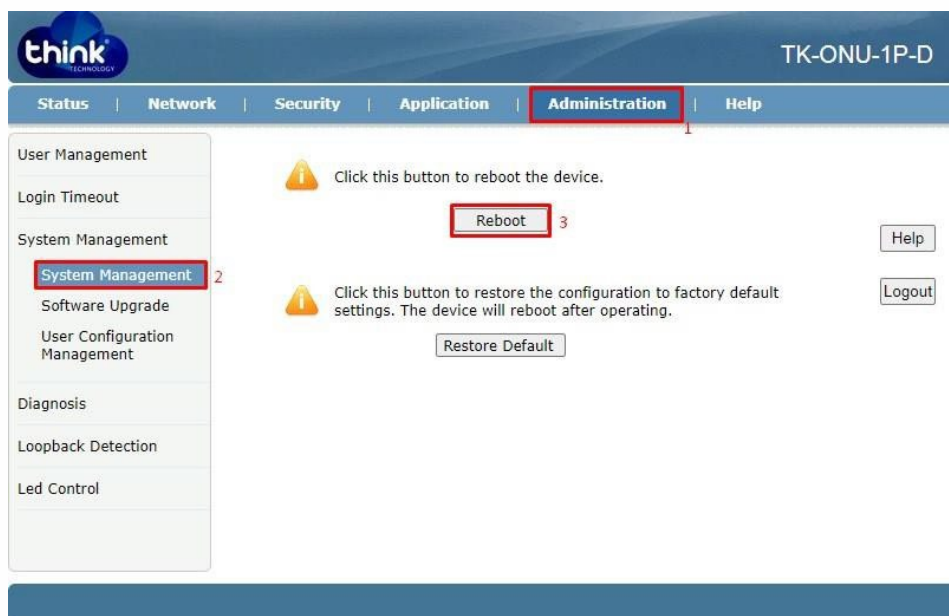 think
TECHNOLOGY
TK-ONU-1P-D
Status | Network | Security | Application | Administration | Help
1
User Management
Login Timeout
System Management
System Management 2
Software Upgrade
User Configuration
Management
Diagnosis
Loopback Detection
Led Control
Click this button to reboot the device.
Reboot 3
Click this button to restore the configuration to factory default
settings. The device will reboot after operating.
Restore Default
Help
Logout